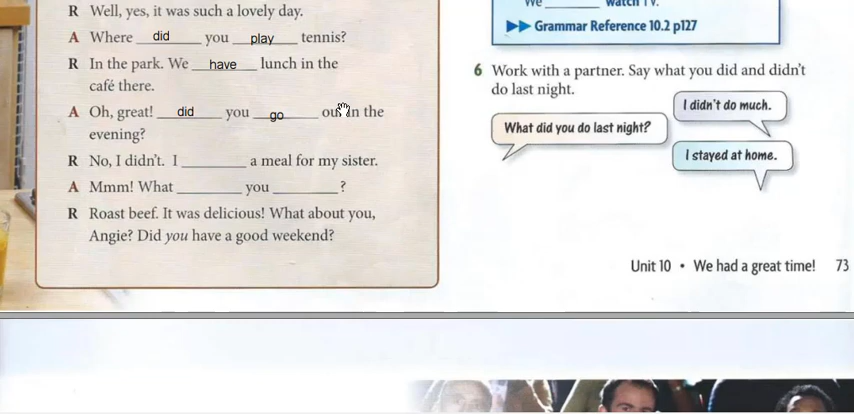 R Well, yes, it was such a lovely day.
A Where did you play tennis?
R In the park. We have lunch in the
café there.
A Oh, great! did you go out in the
evening?
R No, I didn't. I ________ a meal for my sister.
A Mmm! What ________ you ________?
R Roast beef. It was delicious! What about you,
Angie? Did you have a good weekend?
We ________ watch TV.
▶▶ Grammar Reference 10.2 p127
6 Work with a partner. Say what you did and didn't
do last night.
I didn't do much.
What did you do last night?
I stayed at home.
Unit 10 • We had a great time! 73